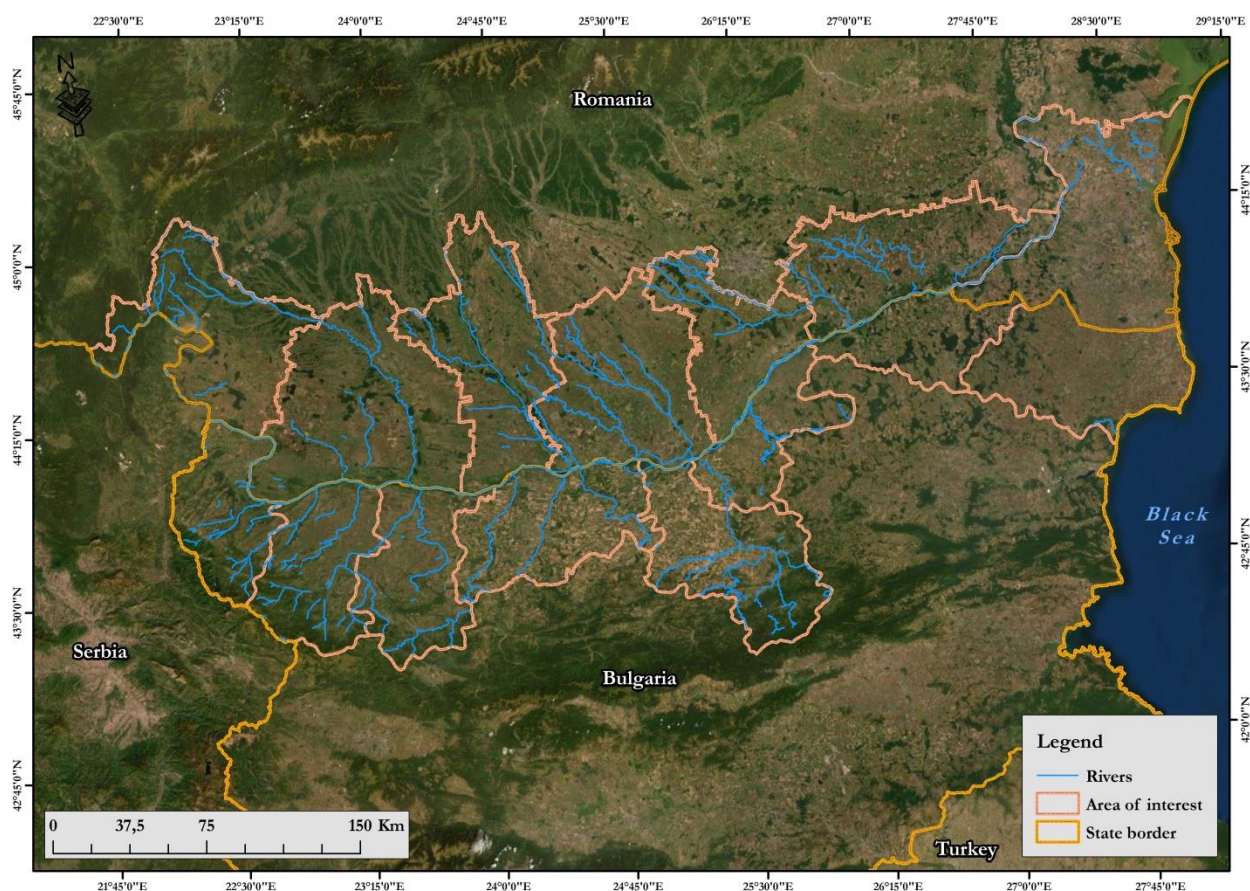 22°30'0"E 23°15'0"E 24°0'0"E 24°45'0"E 25°30'0"E 26°15'0"E 27°0'0"E 27°45'0"E 28°30'0"E 29°15'0"E
N
45°45'0"N
45°0'0"N
44°15'0"N
43°30'0"N
42°45'0"N
Romania
Serbia
Bulgaria
Black
Sea
Turkey
44°15'0"N
43°30'0"N
42°45'0"N
42°0'0"N
Legend
Rivers
Area of interest
State border
0 37,5 75 150 Km
21°45'0"E 22°30'0"E 23°15'0"E 24°0'0"E 24°45'0"E 25°30'0"E 26°15'0"E 27°0'0"E 27°45'0"E